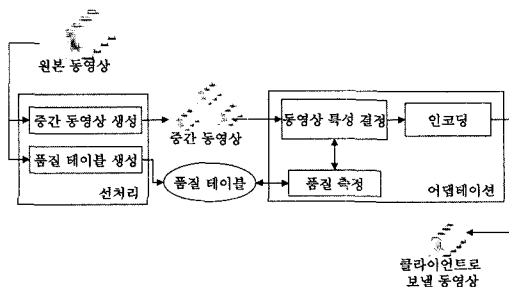 원본 동영상
중간 동영상 생성
품질 테이블 생성
선처리
중간 동영상
품질 테이블
동영상 특성 결정
인코딩
품질 측정
어뎁테이션
클라이언트로
보낼 동영상